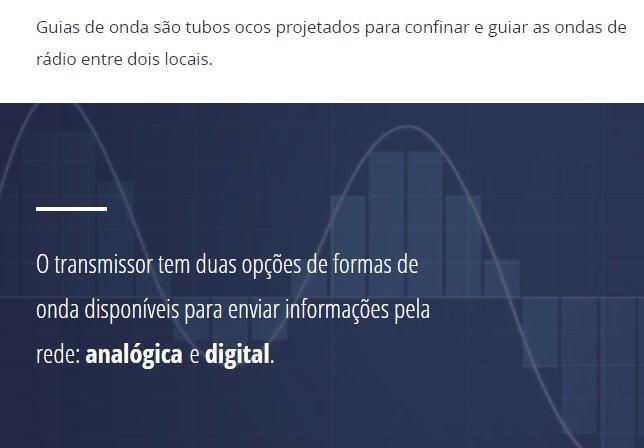 Guias de onda são tubos ocos projetados para confinar e guiar as ondas de
rádio entre dois locais.
O transmissor tem duas opções de formas de
onda disponíveis para enviar informações pela
rede: analógica e digital.